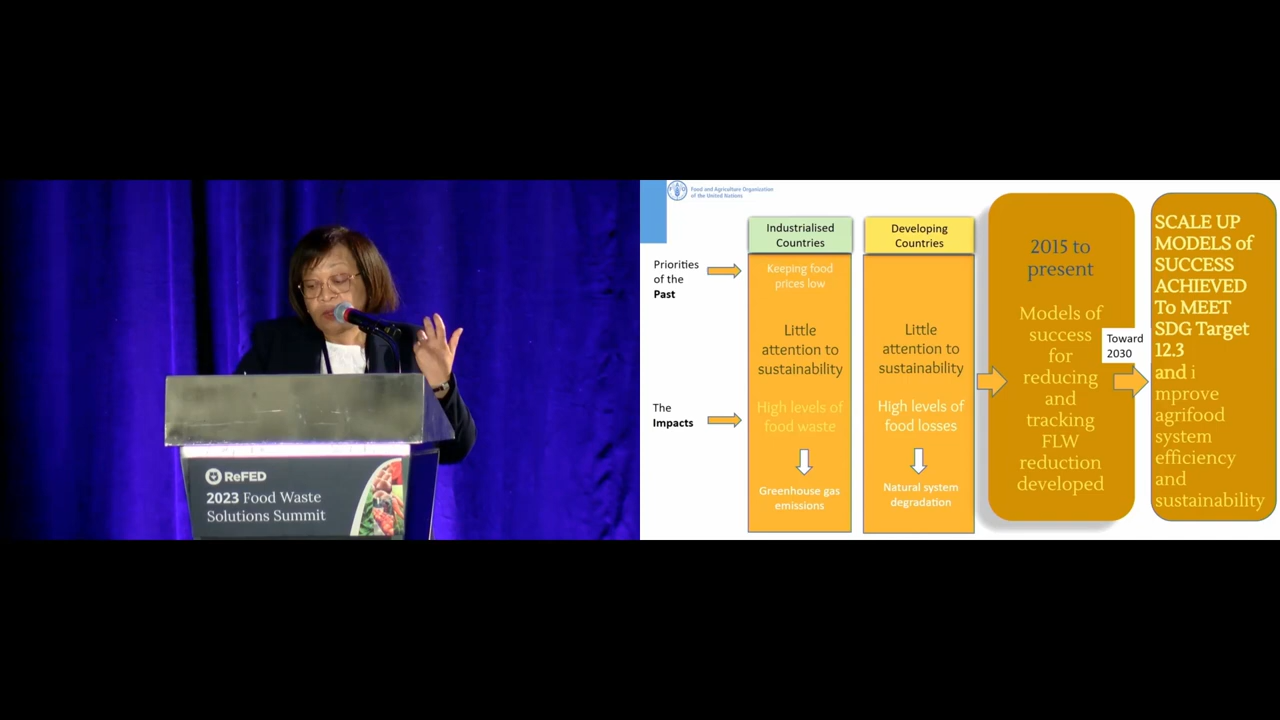 ReFED
2023 Food Waste
Solutions Summit
Food and Agriculture Organization
of the United Nations
Priorities
of the
Past
The
Impacts
Industrialised
Countries
Keeping food
prices low
Little
attention to
sustainability
High levels of
food waste
Greenhouse gas
emissions
Developing
Countries
Little
attention to
sustainability
High levels of
food losses
Natural system
degradation
2015 to
present
Models of
success
for
reducing
and
tracking
FLW
reduction
developed
Toward
2030
SCALE UP
MODELS of
SUCCESS
ACHIEVED
To MEET
SDG Target
12.3
and i
mprove
agrifood
system
efficiency
and
sustainability